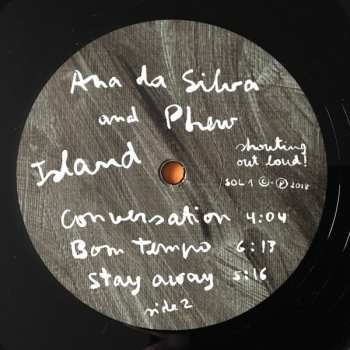 Ana da Silva
and Phew
Island
shouting
out loud!
SOL 1 © ℗ 2018
Conversation 4:04
Bom Tempo 6:13
Stay away 5:16
side 2